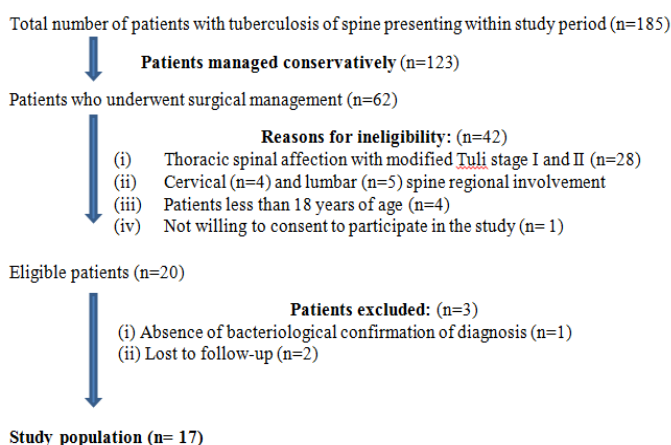 Total number of patients with tuberculosis of spine presenting within study period (n=185)
Patients managed conservatively (n=123)
Patients who underwent surgical management (n=62)
Reasons for ineligibility: (n=42)
(i) Thoracic spinal affection with modified Tuli stage I and II (n=28)
(ii) Cervical (n=4) and lumbar (n=5) spine regional involvement
(iii) Patients less than 18 years of age (n=4)
(iv) Not willing to consent to participate in the study (n= 1)
Eligible patients (n=20)
Patients excluded: (n=3)
(i) Absence of bacteriological confirmation of diagnosis (n=1)
(ii) Lost to follow-up (n=2)
Study population (n= 17)